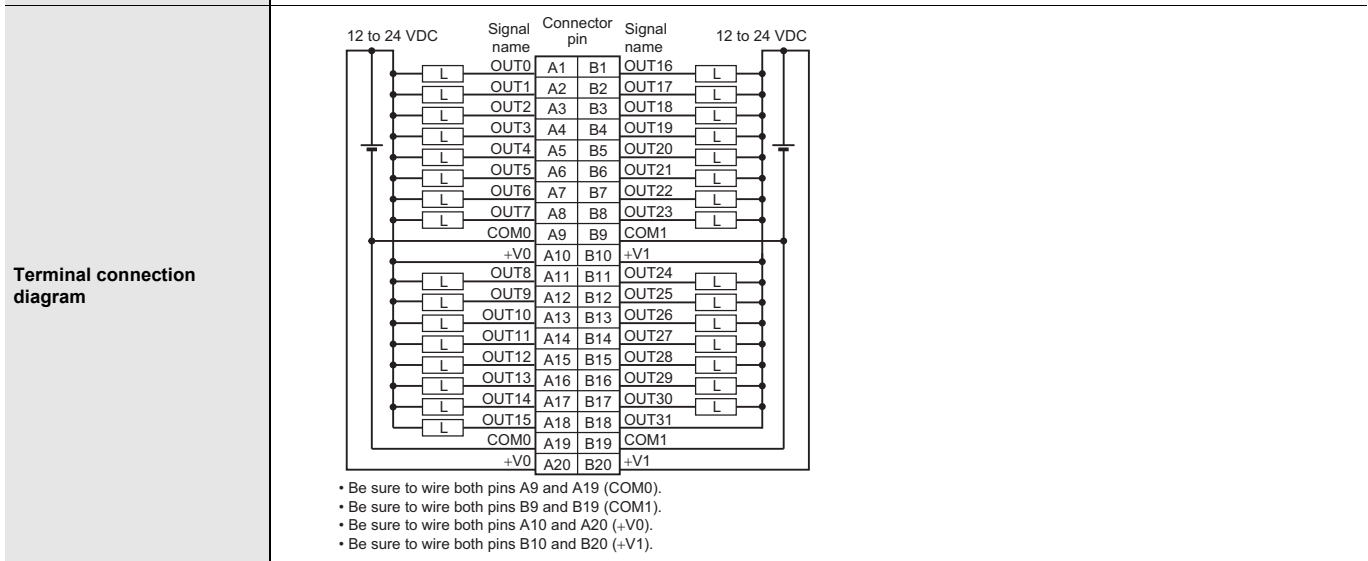 Terminal connection
diagram
12 to 24 VDC Signal name Connector pin Signal name 12 to 24 VDC
L OUT0 A1 B1 OUT16 L
L OUT1 A2 B2 OUT17 L
L OUT2 A3 B3 OUT18 L
L OUT3 A4 B4 OUT19 L
L OUT4 A5 B5 OUT20 L
L OUT5 A6 B6 OUT21 L
L OUT6 A7 B7 OUT22 L
L OUT7 A8 B8 OUT23 L
COM0 A9 B9 COM1
+V0 A10 B10 +V1
L OUT8 A11 B11 OUT24 L
L OUT9 A12 B12 OUT25 L
L OUT10 A13 B13 OUT26 L
L OUT11 A14 B14 OUT27 L
L OUT12 A15 B15 OUT28 L
L OUT13 A16 B16 OUT29 L
L OUT14 A17 B17 OUT30 L
L OUT15 A18 B18 OUT31
COM0 A19 B19 COM1
+V0 A20 B20 +V1
• Be sure to wire both pins A9 and A19 (COM0).
• Be sure to wire both pins B9 and B19 (COM1).
• Be sure to wire both pins A10 and A20 (+V0).
• Be sure to wire both pins B10 and B20 (+V1).